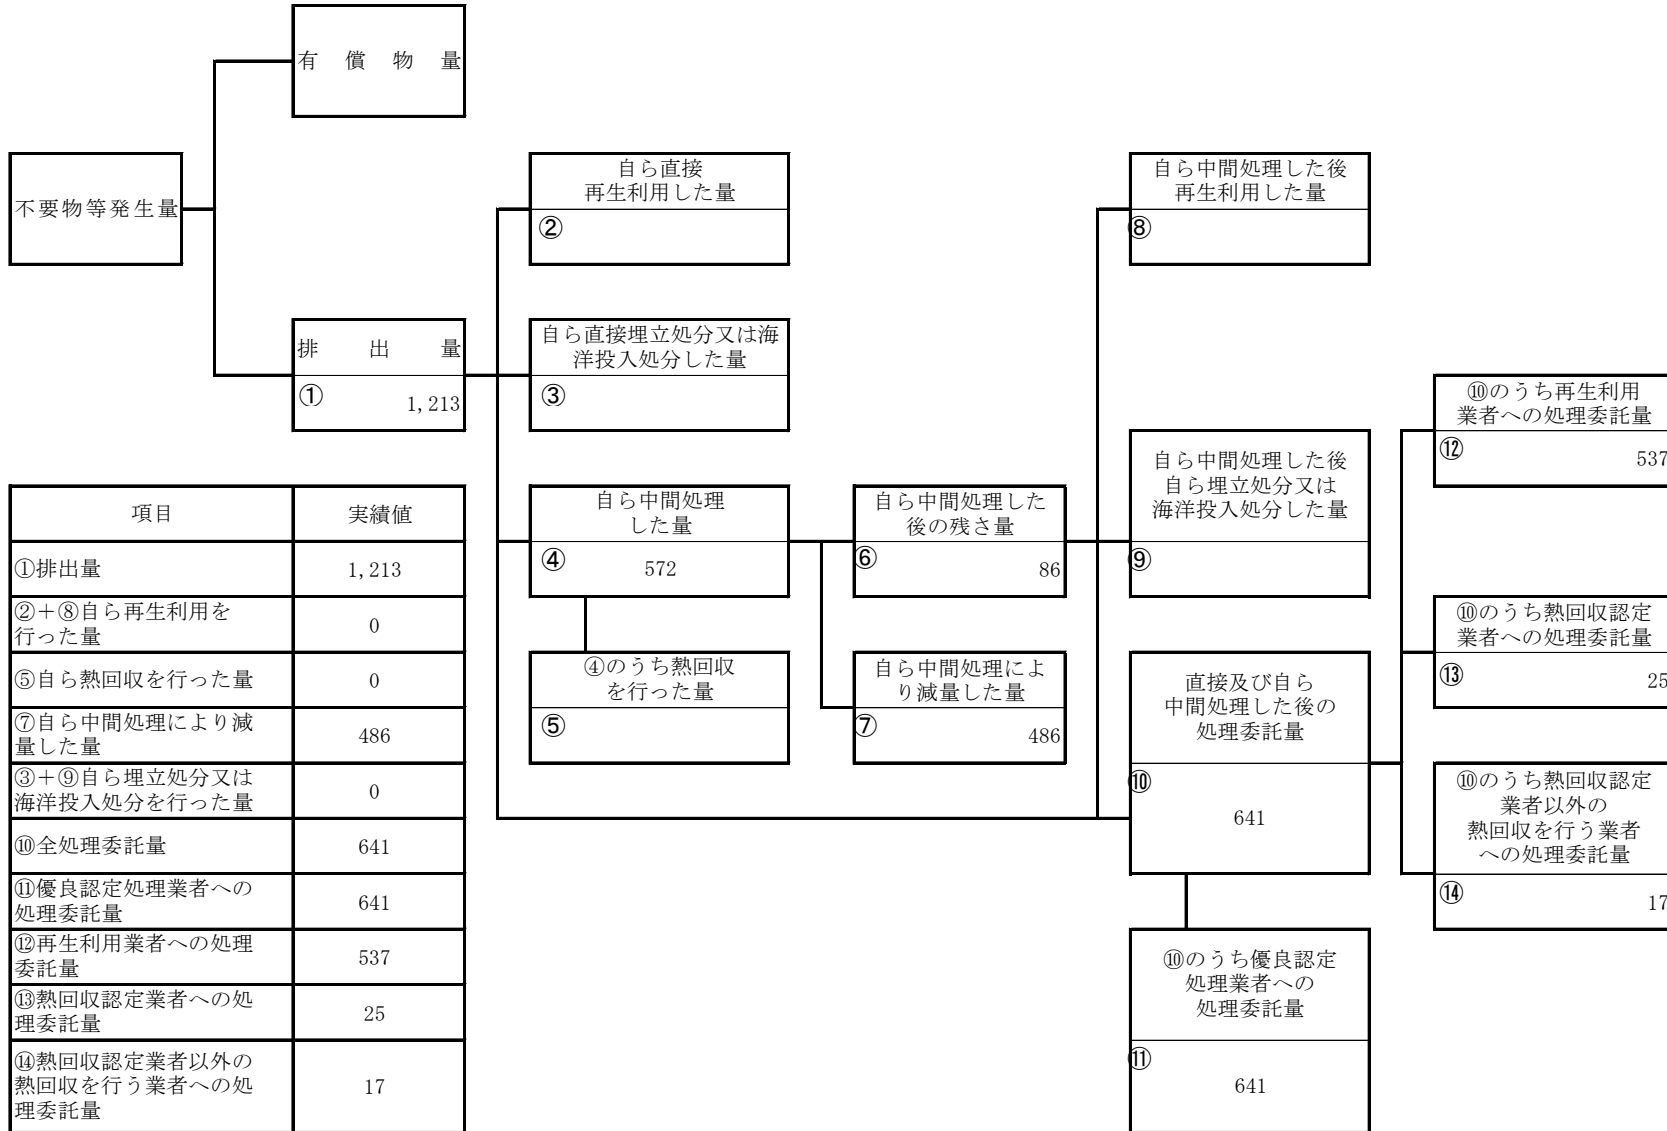 有償物量
不要物等発生量
排出量
① 1,213
自ら直接
再生利用した量
②
自ら直接埋立処分又は海
洋投入処分した量
③
自ら中間処理
した量
④ 572
④のうち熱回収
を行った量
⑤
自ら中間処理した
後の残さ量
⑥ 86
自ら中間処理によ
り減量した量
⑦ 486
自ら中間処理した後
再生利用した量
⑧
自ら中間処理した後
自ら埋立処分又は
海洋投入処分した量
⑨
直接及び自ら
中間処理した後の
処理委託量
⑩
641
⑩のうち優良認定
処理業者への
処理委託量
⑪
641
⑩のうち再生利用
業者への処理委託量
⑫ 537
⑩のうち熱回収認定
業者への処理委託量
⑬ 25
⑩のうち熱回収認定
業者以外の
熱回収を行う業者
への処理委託量
⑭ 17
項目 実績値
①排出量 1,213
②+⑧自ら再生利用を
行った量 0
⑤自ら熱回収を行った量 0
⑦自ら中間処理により減
量した量 486
③+⑨自ら埋立処分又は
海洋投入処分を行った量 0
⑩全処理委託量 641
⑪優良認定処理業者への
処理委託量 641
⑫再生利用業者への処理
委託量 537
⑬熱回収認定業者への処
理委託量 25
⑭熱回収認定業者以外の
熱回収を行う業者への処
理委託量 17